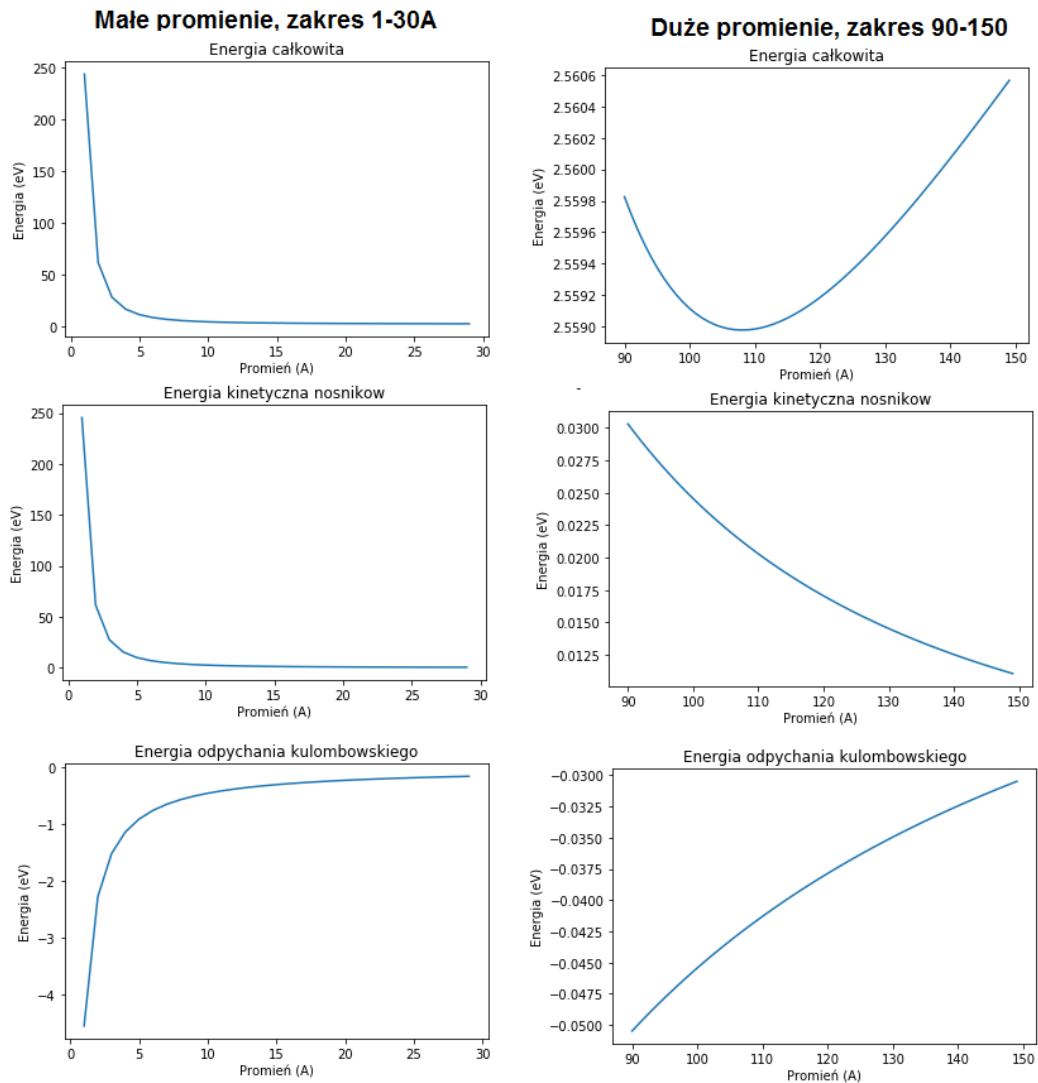 Małe promienie, zakres 1-30A
Energia całkowita
250
200
150
100
50
0
Energia (eV)
0 5 10 15 20 25 30
Promień (A)
Energia kinetyczna nosnikow
250
200
150
100
50
0
Energia (eV)
0 5 10 15 20 25 30
Promień (A)
Energia odpychania kulombowskiego
0
−1
−2
−3
−4
Energia (eV)
0 5 10 15 20 25 30
Promień (A)
Duże promienie, zakres 90-150
Energia całkowita
2.5606
2.5604
2.5602
2.5600
2.5598
2.5596
2.5594
2.5592
2.5590
Energia (eV)
90 100 110 120 130 140 150
Promień (A)
-
Energia kinetyczna nosnikow
0.0300
0.0275
0.0250
0.0225
0.0200
0.0175
0.0150
0.0125
Energia (eV)
90 100 110 120 130 140 150
Promień (A)
Energia odpychania kulombowskiego
−0.0300
−0.0325
−0.0350
−0.0375
−0.0400
−0.0425
−0.0450
−0.0475
−0.0500
Energia (eV)
90 100 110 120 130 140 150
Promień (A)